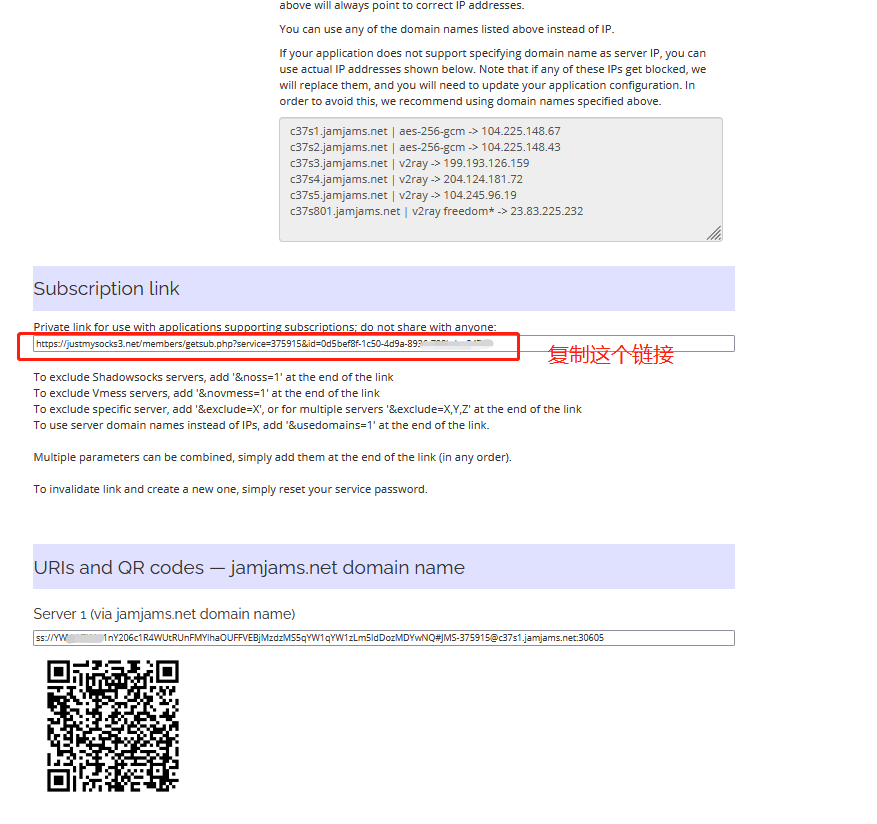 above will always point to correct IP addresses.
You can use any of the domain names listed above instead of IP.
If your application does not support specifying domain name as server IP, you can
use actual IP addresses shown below. Note that if any of these IPs get blocked, we
will replace them, and you will need to update your application configuration. In
order to avoid this, we recommend using domain names specified above.
c37s1.jamjams.net | aes-256-gcm -> 104.225.148.67
c37s2.jamjams.net | aes-256-gcm -> 104.225.148.43
c37s3.jamjams.net | v2ray -> 199.193.126.159
c37s4.jamjams.net | v2ray -> 204.124.181.72
c37s5.jamjams.net | v2ray -> 104.245.96.19
c37s801.jamjams.net | v2ray freedom* -> 23.83.225.232
Subscription link
Private link for use with applications supporting subscriptions; do not share with anyone:
https://justmysocks3.net/members/getsub.php?service=375915&id=0d5bef8f-1c50-4d9a-893
复制这个链接
To exclude Shadowsocks servers, add '&noss=1' at the end of the link
To exclude Vmess servers, add '&novmess=1' at the end of the link
To exclude specific server, add '&exclude=X', or for multiple servers '&exclude=X,Y,Z' at the end of the link
To use server domain names instead of IPs, add '&usedomains=1' at the end of the link.
Multiple parameters can be combined, simply add them at the end of the link (in any order).
To invalidate link and create a new one, simply reset your service password.
URIs and QR codes — jamjams.net domain name
Server 1 (via jamjams.net domain name)
ss://YW 1nY206c1R4WUtRUnFMYlhaOUFFVEBjMzdzMS5qYW1qYW1zLm5ldDozMDYwNQ#JMS-375915@c37s1.jamjams.net:30605